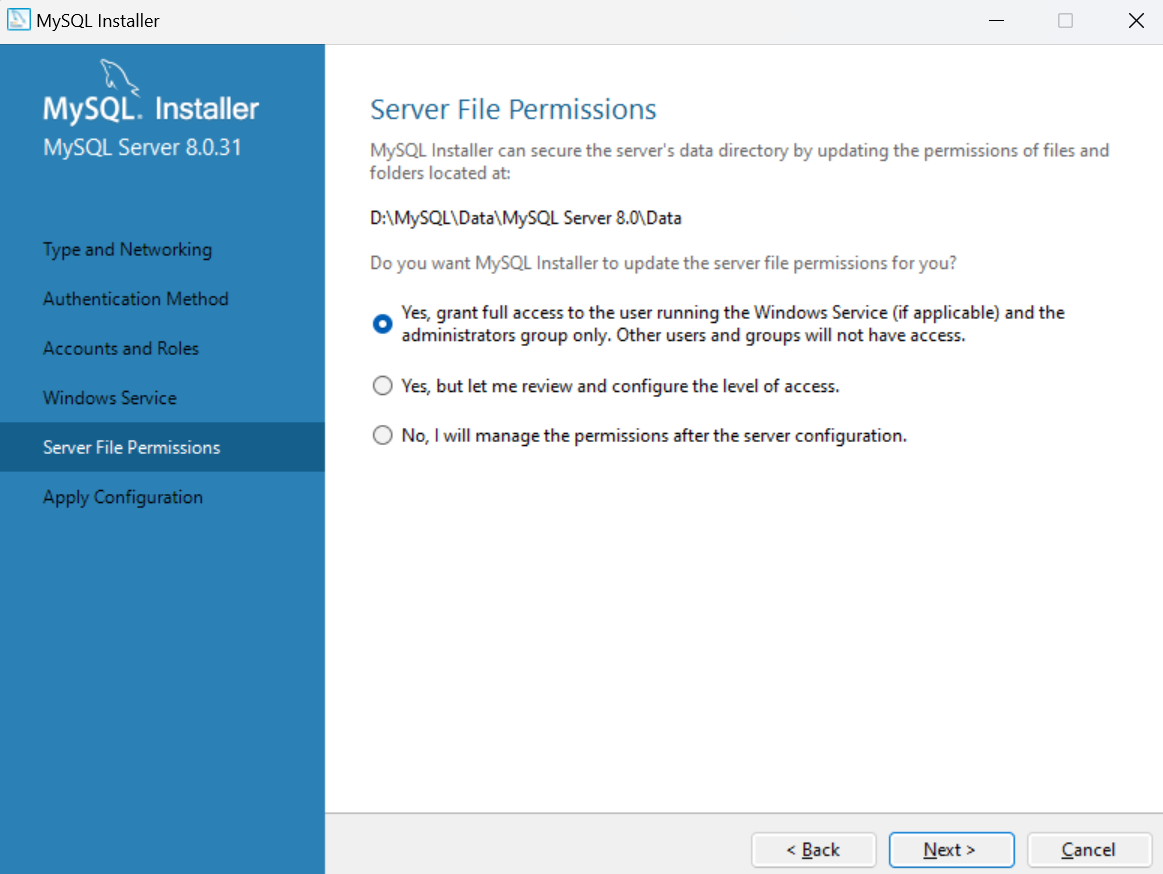 MySQL Installer
MySQL. Installer
MySQL Server 8.0.31
Type and Networking
Authentication Method
Accounts and Roles
Windows Service
Server File Permissions
Apply Configuration
Server File Permissions
MySQL Installer can secure the server's data directory by updating the permissions of files and
folders located at:
D:\MySQL\Data\MySQL Server 8.0\Data
Do you want MySQL Installer to update the server file permissions for you?
Yes, grant full access to the user running the Windows Service (if applicable) and the
administrators group only. Other users and groups will not have access.
Yes, but let me review and configure the level of access.
No, I will manage the permissions after the server configuration.
< Back
Next >
Cancel